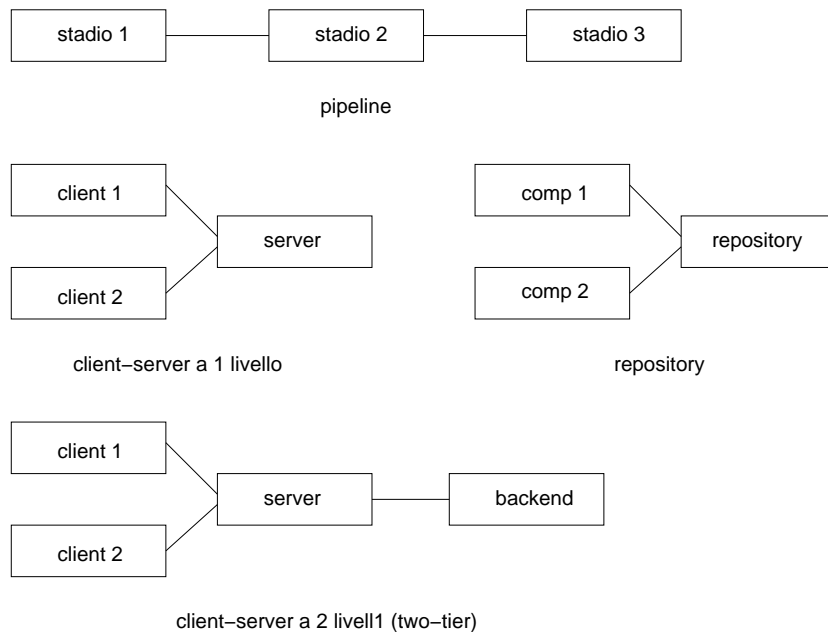 stadio 1
stadio 2
stadio 3
pipeline
client 1
client 2
server
client–server a 1 livello
comp 1
comp 2
repository
repository
client 1
client 2
server
backend
client–server a 2 livell1 (two–tier)